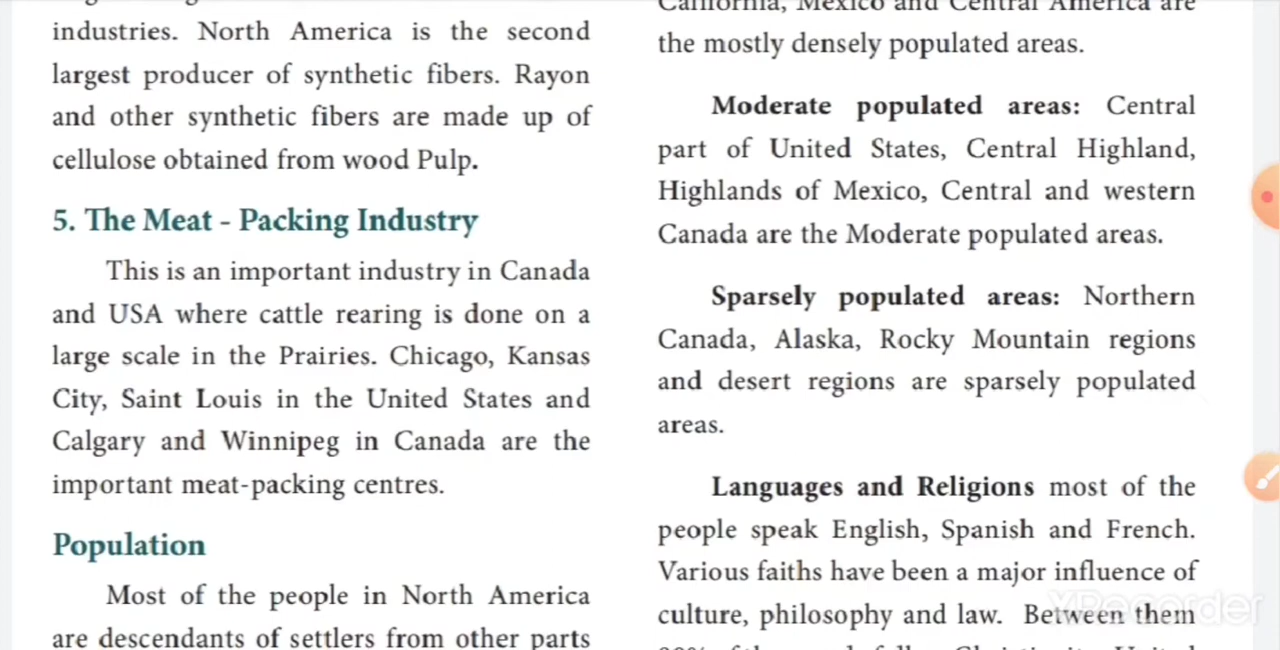 industries. North America is the second
largest producer of synthetic fibers. Rayon
and other synthetic fibers are made up of
cellulose obtained from wood Pulp.
5. The Meat - Packing Industry
This is an important industry in Canada
and USA where cattle rearing is done on a
large scale in the Prairies. Chicago, Kansas
City, Saint Louis in the United States and
Calgary and Winnipeg in Canada are the
important meat-packing centres.
Population
Most of the people in North America
are descendants of settlers from other parts
California, Mexico and Central America are
the mostly densely populated areas.
Moderate populated areas: Central
part of United States, Central Highland,
Highlands of Mexico, Central and western
Canada are the Moderate populated areas.
Sparsely populated areas: Northern
Canada, Alaska, Rocky Mountain regions
and desert regions are sparsely populated
areas.
Languages and Religions most of the
people speak English, Spanish and French.
Various faiths have been a major influence of
culture, philosophy and law. Between them
XRecorder